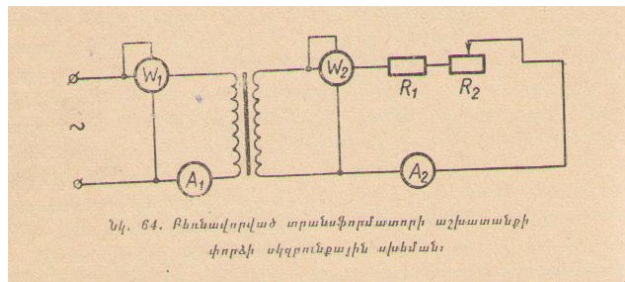 W₁
W₂
R₁
R₂
~
A₁
A₂
Նկ. 64. Բեռնավորված տրանսֆորմատորի աշխատանքի
փորձի սկզբունքային սխեման։